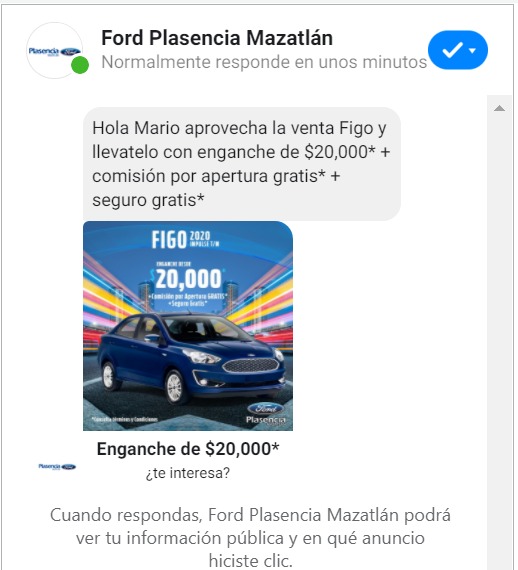 Ford Plasencia Mazatlán
Normalmente responde en unos minutos
Plasencia Ford
Hola Mario aprovecha la venta Figo y
llevatelo con enganche de $20,000* +
comisión por apertura gratis* +
seguro gratis*
FIGO 2020
IMPULSE T/M
ENGANCHE DESDE
$20,000*
+Comisión por Apertura GRATIS*
+Seguro Gratis*
*Consulta términos y Condiciones
Ford
Plasencia
Enganche de $20,000*
Plasencia Ford
¿te interesa?
Cuando respondas, Ford Plasencia Mazatlán podrá
ver tu información pública y en qué anuncio
hiciste clic.